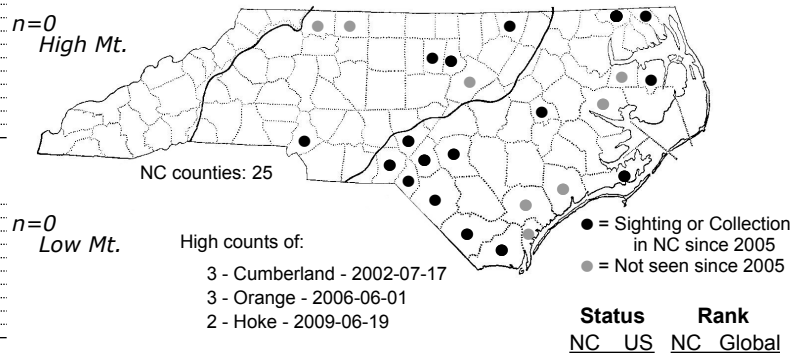 n=0
High Mt.
NC counties: 25
n=0
Low Mt.
High counts of:
3 - Cumberland - 2002-07-17
3 - Orange - 2006-06-01
2 - Hoke - 2009-06-19
= Sighting or Collection
in NC since 2005
= Not seen since 2005
Status Rank
NC US NC Global